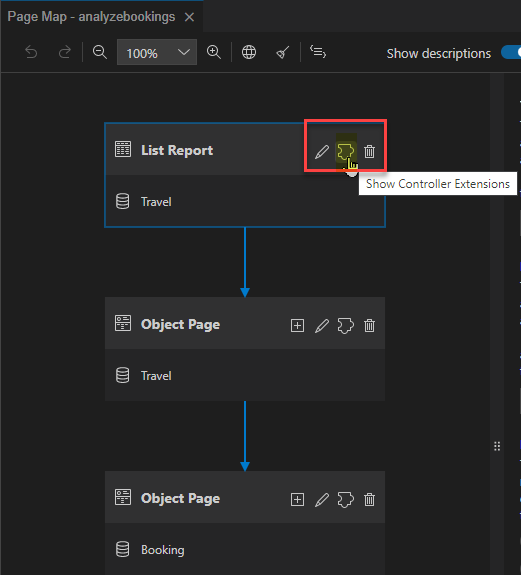 Page Map - analyzebookings
100%
Show descriptions
List Report
Show Controller Extensions
Travel
Object Page
Travel
Object Page
Booking